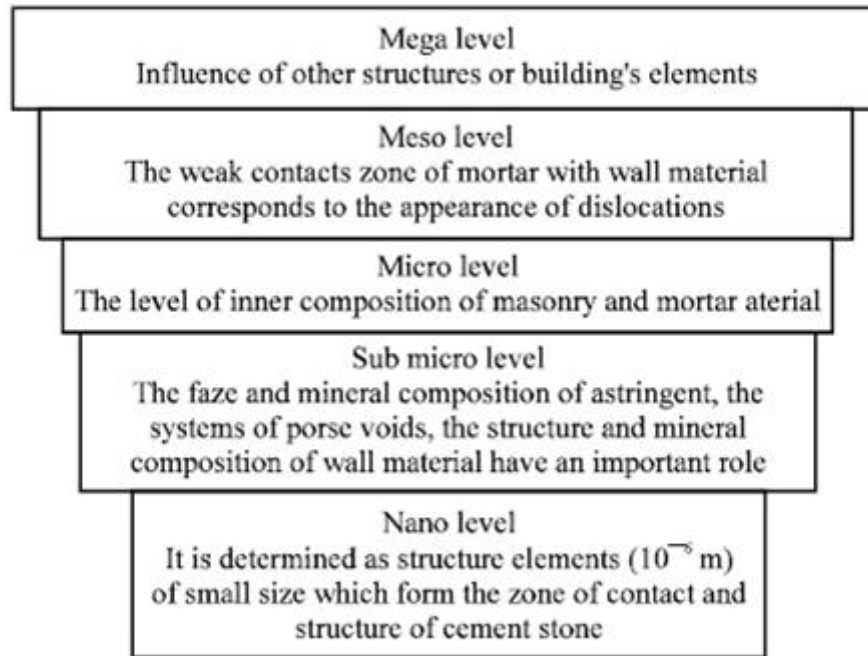 Mega level
Influence of other structures or building's elements
Meso level
The weak contacts zone of mortar with wall material
corresponds to the appearance of dislocations
Micro level
The level of inner composition of masonry and mortar aterial
Sub micro level
The faze and mineral composition of astringent, the
systems of porse voids, the structure and mineral
composition of wall material have an important role
Nano level
It is determined as structure elements (10⁻⁶ m)
of small size which form the zone of contact and
structure of cement stone